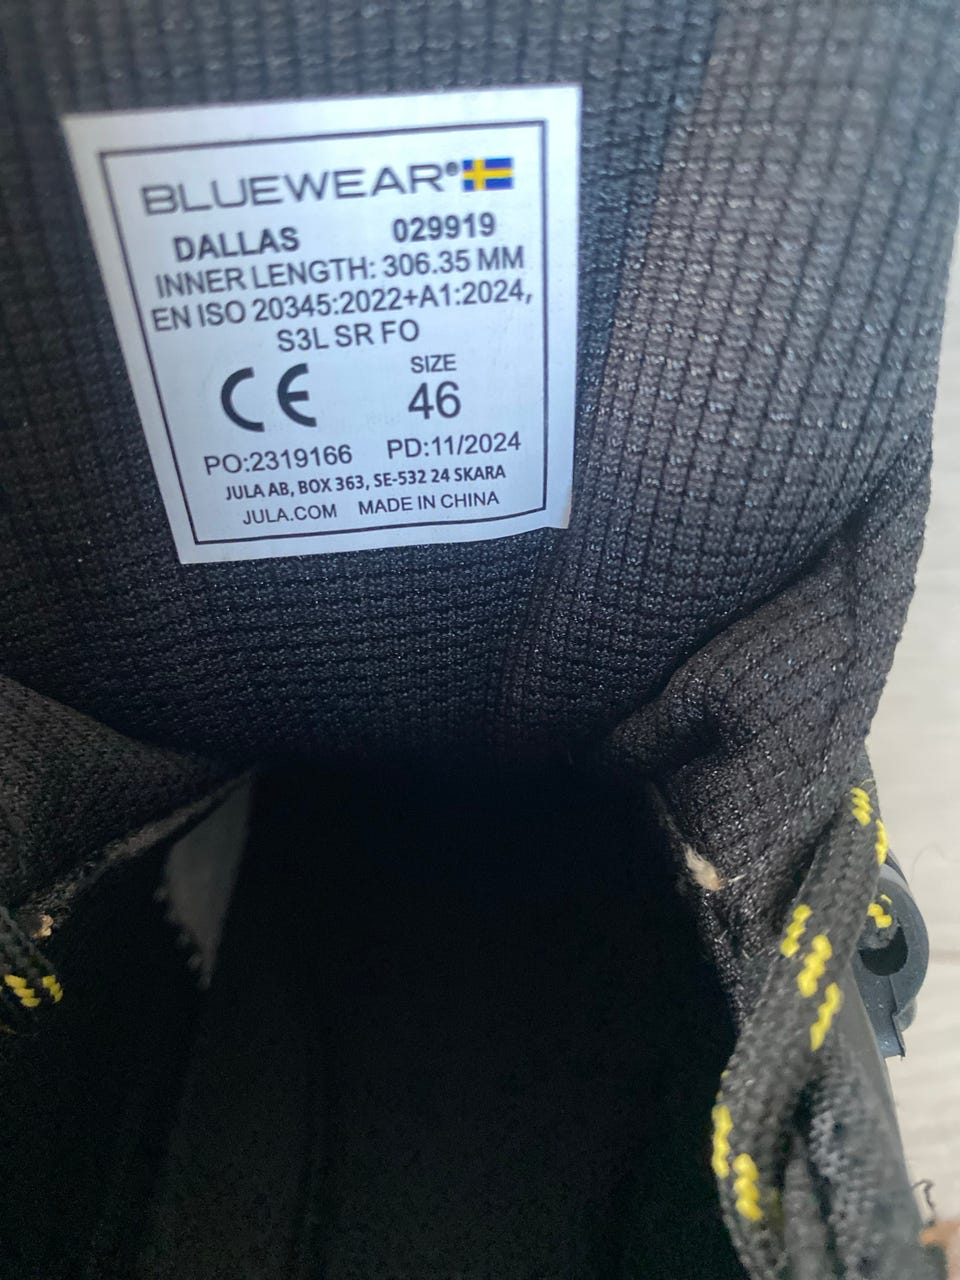 BLUEWEAR®
DALLAS 029919
INNER LENGTH: 306.35 MM
EN ISO 20345:2022+A1:2024,
S3L SR FO
CE SIZE
46
PO:2319166 PD:11/2024
JULA AB, BOX 363, SE-532 24 SKARA
JULA.COM MADE IN CHINA